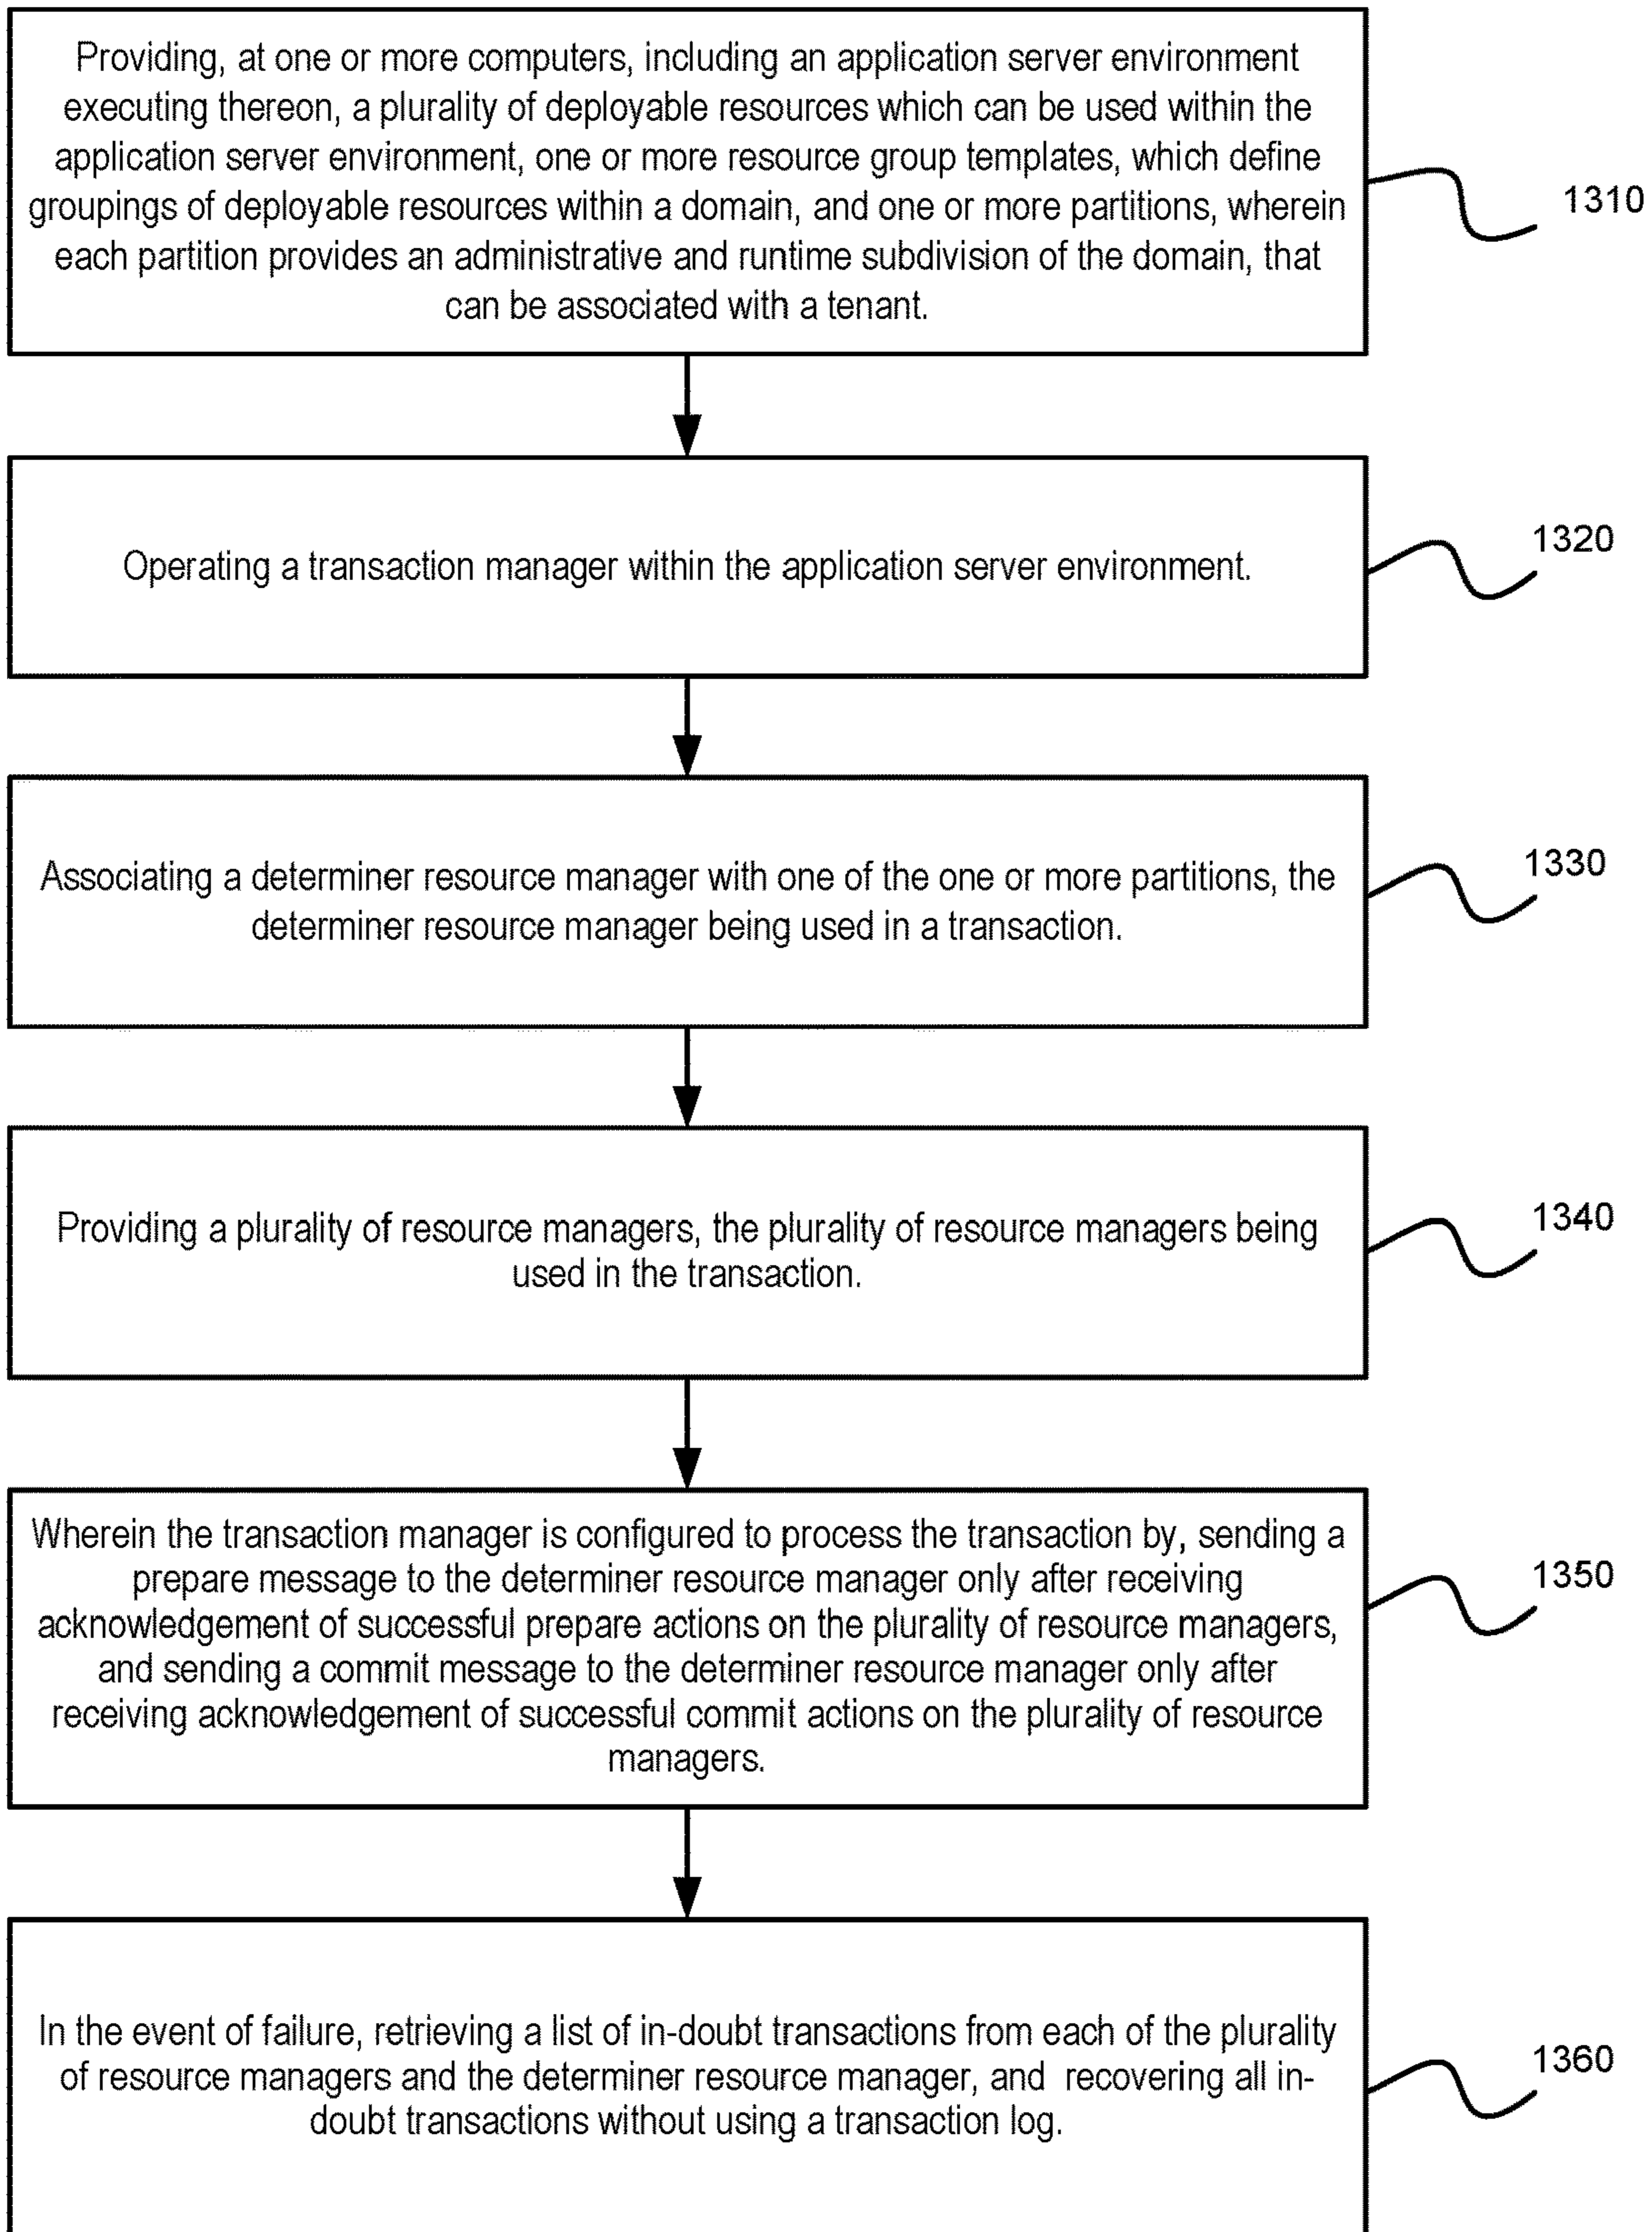 Providing, at one or more computers, including an application server environment
executing thereon, a plurality of deployable resources which can be used within the
application server environment, one or more resource group templates, which define
groupings of deployable resources within a domain, and one or more partitions, wherein
each partition provides an administrative and runtime subdivision of the domain, that
can be associated with a tenant.
1310
Operating a transaction manager within the application server environment.
1320
Associating a determiner resource manager with one of the one or more partitions, the
determiner resource manager being used in a transaction.
1330
Providing a plurality of resource managers, the plurality of resource managers being
used in the transaction.
1340
Wherein the transaction manager is configured to process the transaction by, sending a
prepare message to the determiner resource manager only after receiving
acknowledgement of successful prepare actions on the plurality of resource managers,
and sending a commit message to the determiner resource manager only after
receiving acknowledgement of successful commit actions on the plurality of resource
managers.
1350
In the event of failure, retrieving a list of in-doubt transactions from each of the plurality
of resource managers and the determiner resource manager, and  recovering all in-
doubt transactions without using a transaction log.
1360